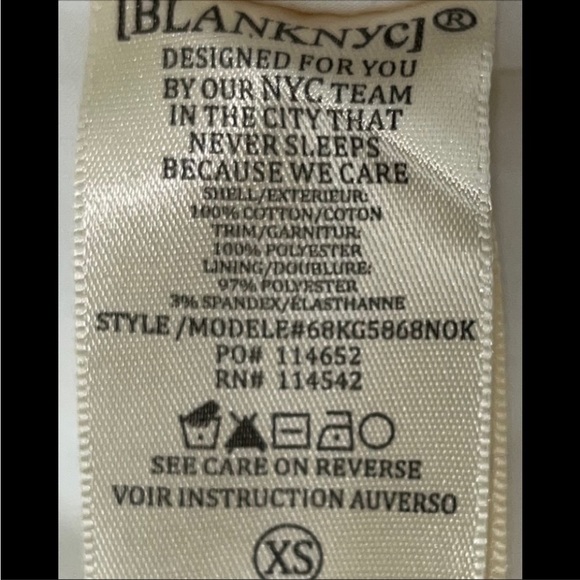 [BLANKNYC]®
DESIGNED FOR YOU
BY OUR NYC TEAM
IN THE CITY THAT
NEVER SLEEPS
BECAUSE WE CARE
SHELL/EXTERIEUR:
100% COTTON/COTON
TRIM/GARNITUR:
100% POLYESTER
LINING/DOUBLURE:
97% POLYESTER
3% SPANDEX/ÉLASTHANNE
STYLE /MODELE#68KG5868NOK
PO# 114652
RN# 114542
SEE CARE ON REVERSE
VOIR INSTRUCTION AUVERSO
XS